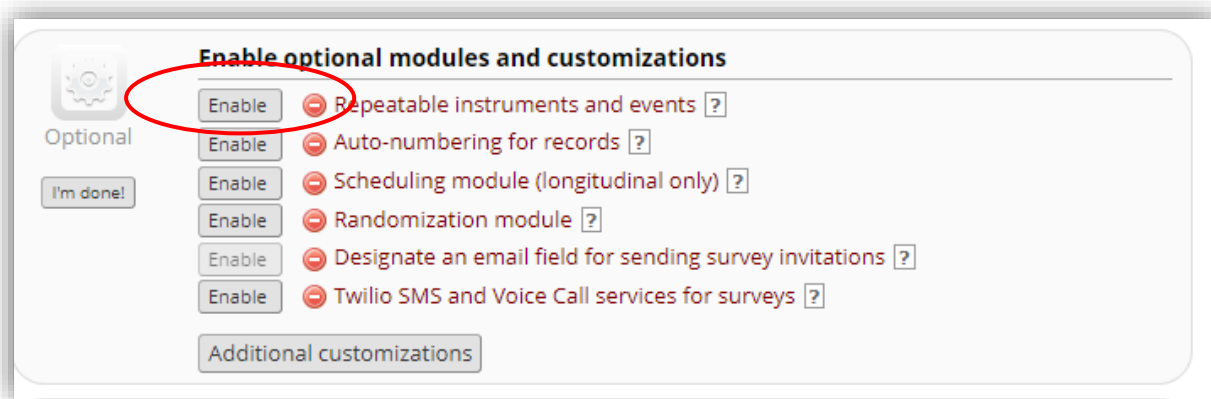 Enable optional modules and customizations
Enable Repeatable instruments and events ?
Optional
Enable Auto-numbering for records ?
I'm done!
Enable Scheduling module (longitudinal only) ?
Enable Randomization module ?
Enable Designate an email field for sending survey invitations ?
Enable Twilio SMS and Voice Call services for surveys ?
Additional customizations